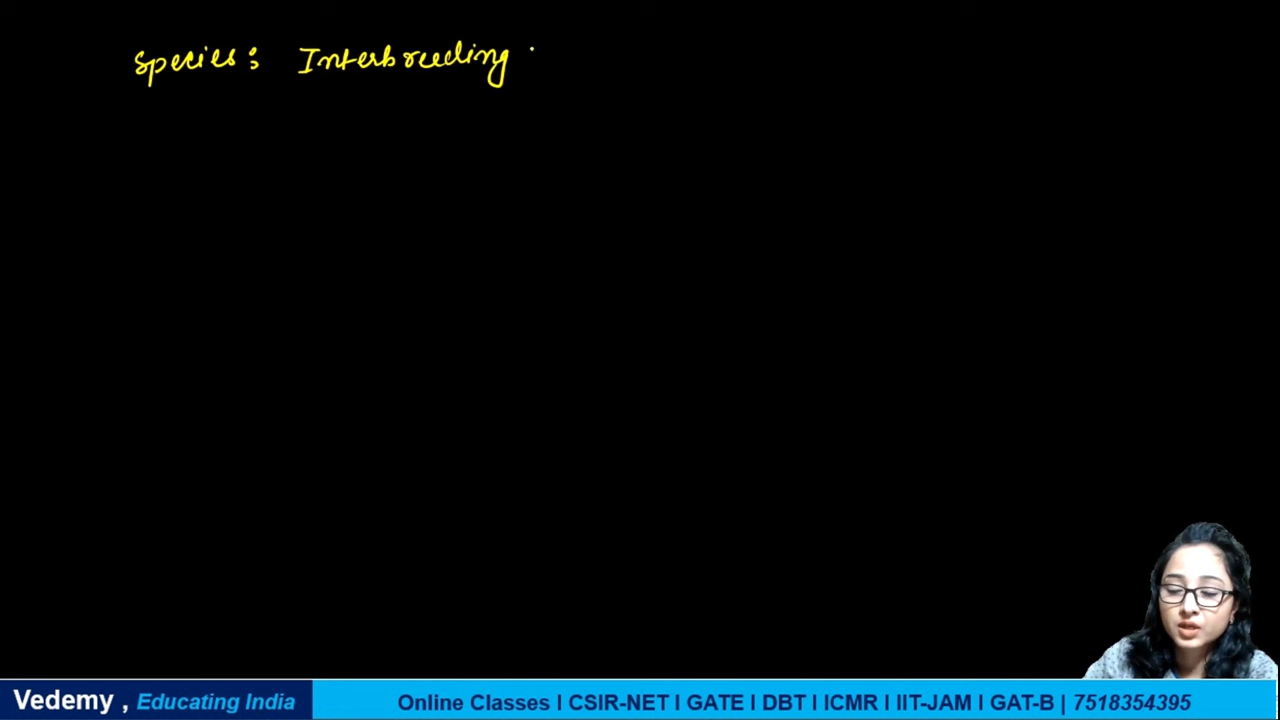 Species: Interbreeding
Vedemy , Educating India
Online Classes I CSIR-NET I GATE I DBT I ICMR I IIT-JAM I GAT-B | 7518354395